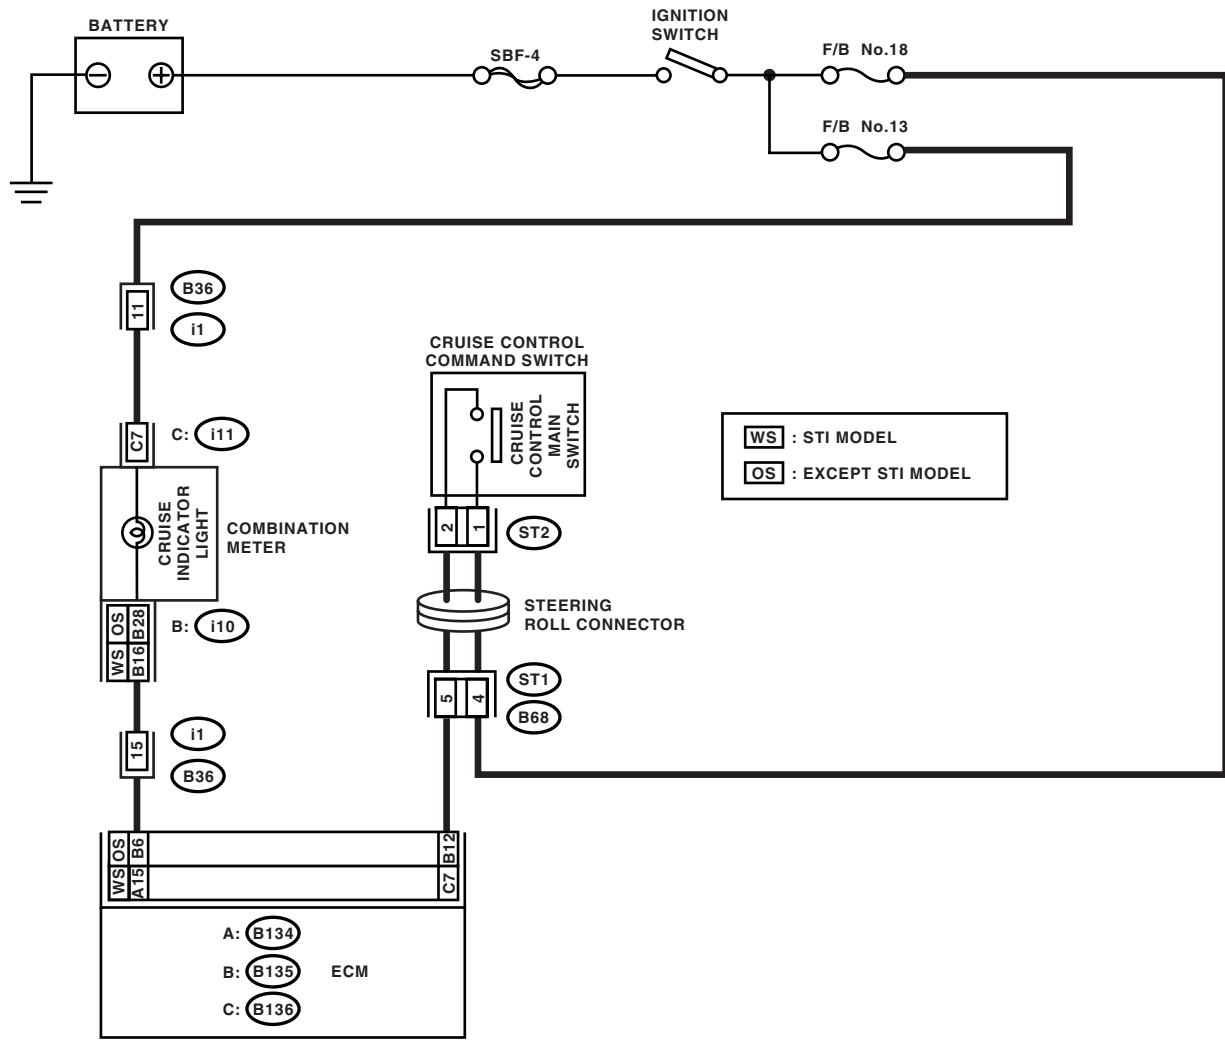 BATTERY
SBF-4
IGNITION
SWITCH
F/B No.18
F/B No.13
B36
11
i1
CRUISE CONTROL
COMMAND SWITCH
CRUISE
CONTROL
MAIN
SWITCH
C7
C: i11
WS : STI MODEL
OS : EXCEPT STI MODEL
CRUISE
INDICATOR
LIGHT
COMBINATION
METER
2 1
ST2
OS B28
WS B16
B: i10
STEERING
ROLL CONNECTOR
5 4
ST1
B68
15
i1
B36
OS B6 B12
WS A15 C7
A: B134
B: B135 ECM
C: B136